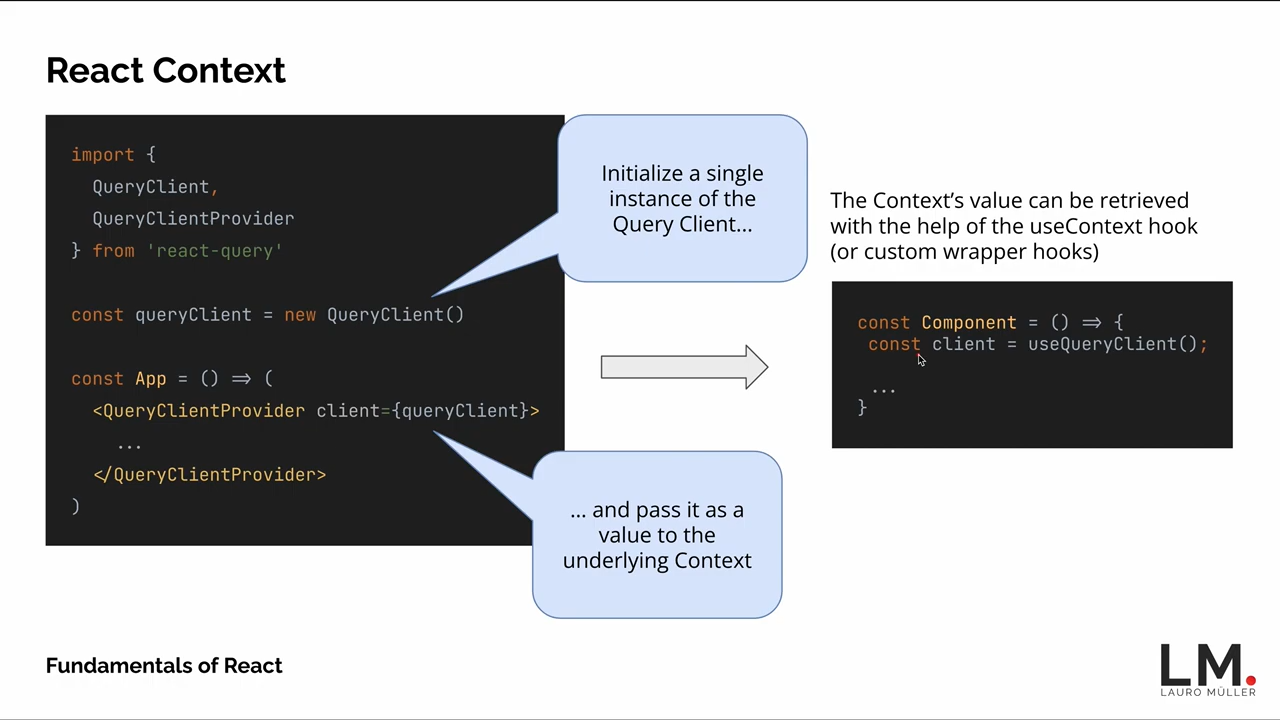 React Context
import {
QueryClient,
QueryClientProvider
} from 'react-query'
const queryClient = new QueryClient()
const App = () => (
<QueryClientProvider client={queryClient}>
...
</QueryClientProvider>
)
Initialize a single
instance of the
Query Client...
... and pass it as a
value to the
underlying Context
The Context's value can be retrieved
with the help of the useContext hook
(or custom wrapper hooks)
const Component = () => {
const client = useQueryClient();
...
}
Fundamentals of React
LM.
LAURO MÜLLER